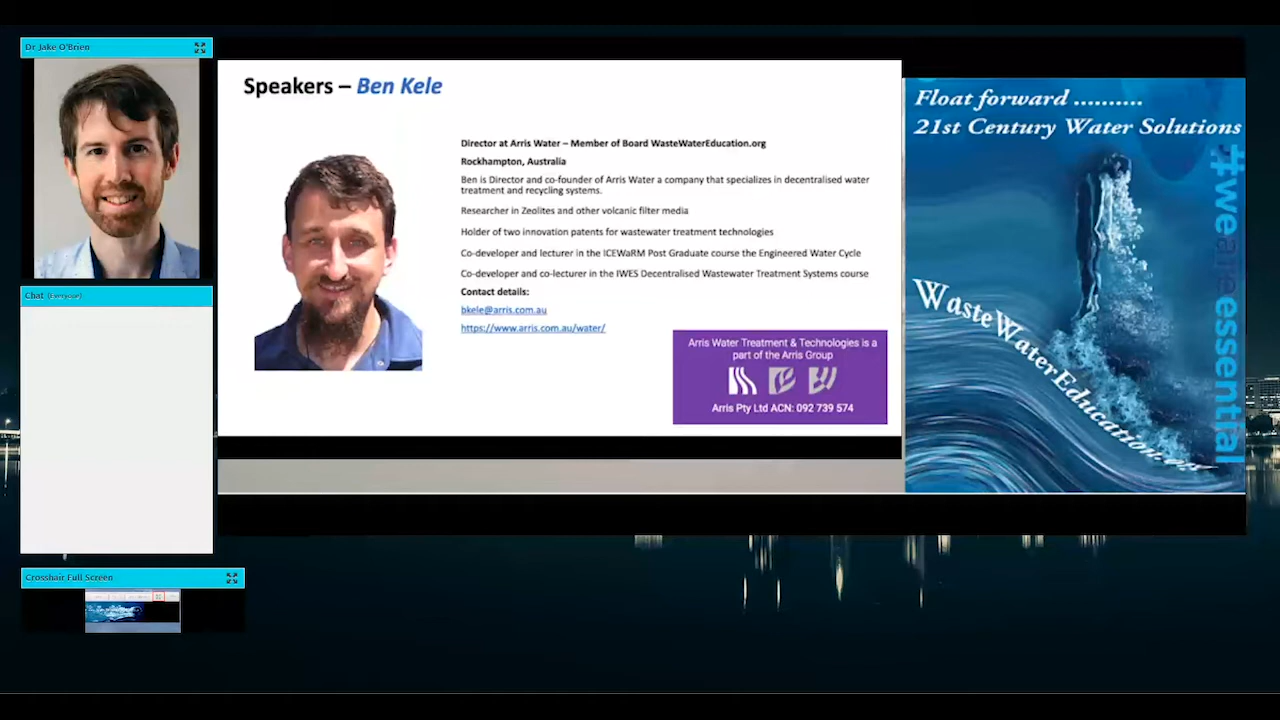 Dr Jake O'Brien
Chat (Everyone)
Crosshair Full Screen
Speakers – Ben Kele
Director at Arris Water – Member of Board WasteWaterEducation.org
Rockhampton, Australia
Ben is Director and co-founder of Arris Water a company that specializes in decentralised water
treatment and recycling systems.
Researcher in Zeolites and other volcanic filter media
Holder of two innovation patents for wastewater treatment technologies
Co-developer and lecturer in the ICEWaRM Post Graduate course the Engineered Water Cycle
Co-developer and co-lecturer in the IWES Decentralised Wastewater Treatment Systems course
Contact details:
bkele@arris.com.au
https://www.arris.com.au/water/
Arris Water Treatment & Technologies is a
part of the Arris Group
Arris Pty Ltd ACN: 092 739 574
Float forward ..........
21st Century Water Solutions
WasteWaterEducation.org
#weareessential